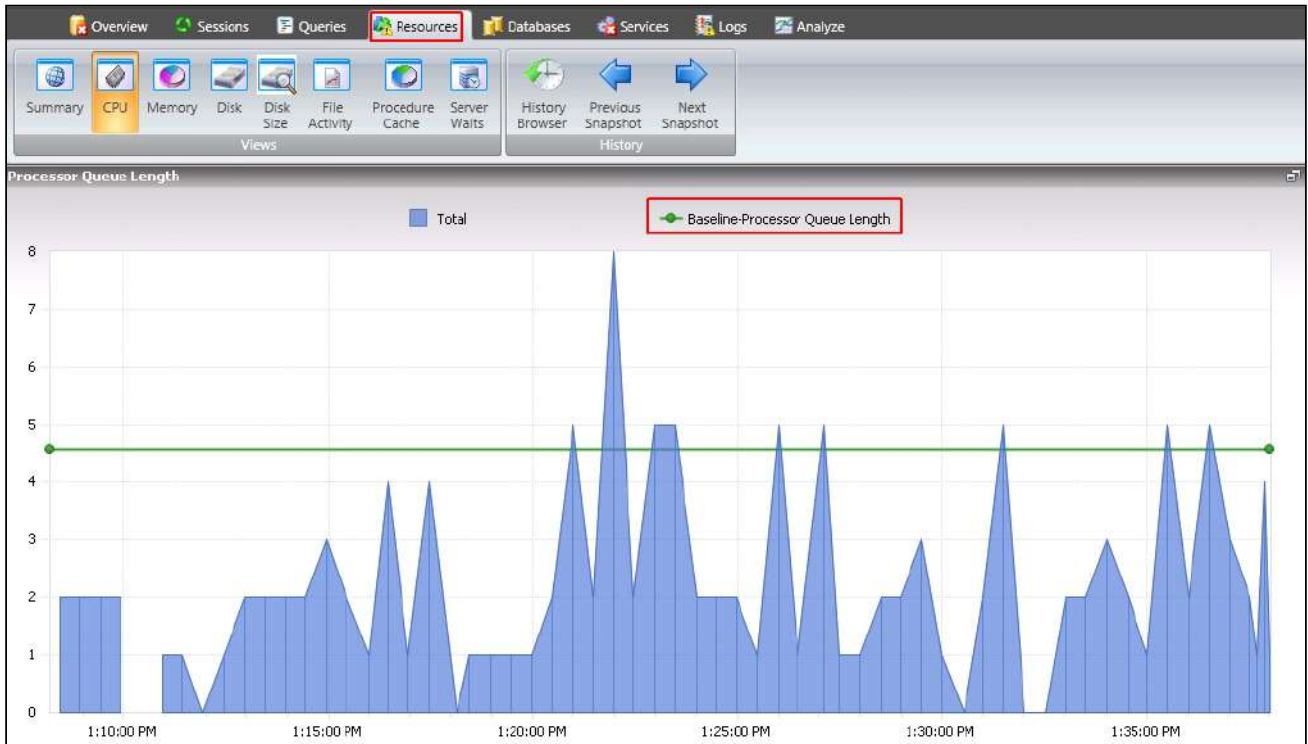 Overview Sessions Queries Resources Databases Services Logs Analyze
Summary CPU Memory Disk Disk Size File Activity Procedure Cache Server Waits History Browser Previous Snapshot Next Snapshot
Views History
Processor Queue Length
Total Baseline-Processor Queue Length
8
7
6
5
4
3
2
1
0
1:10:00 PM 1:15:00 PM 1:20:00 PM 1:25:00 PM 1:30:00 PM 1:35:00 PM